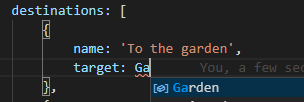 destinations: [
{
name: 'To the garden',
target: Ga You, a few sec
},
Garden